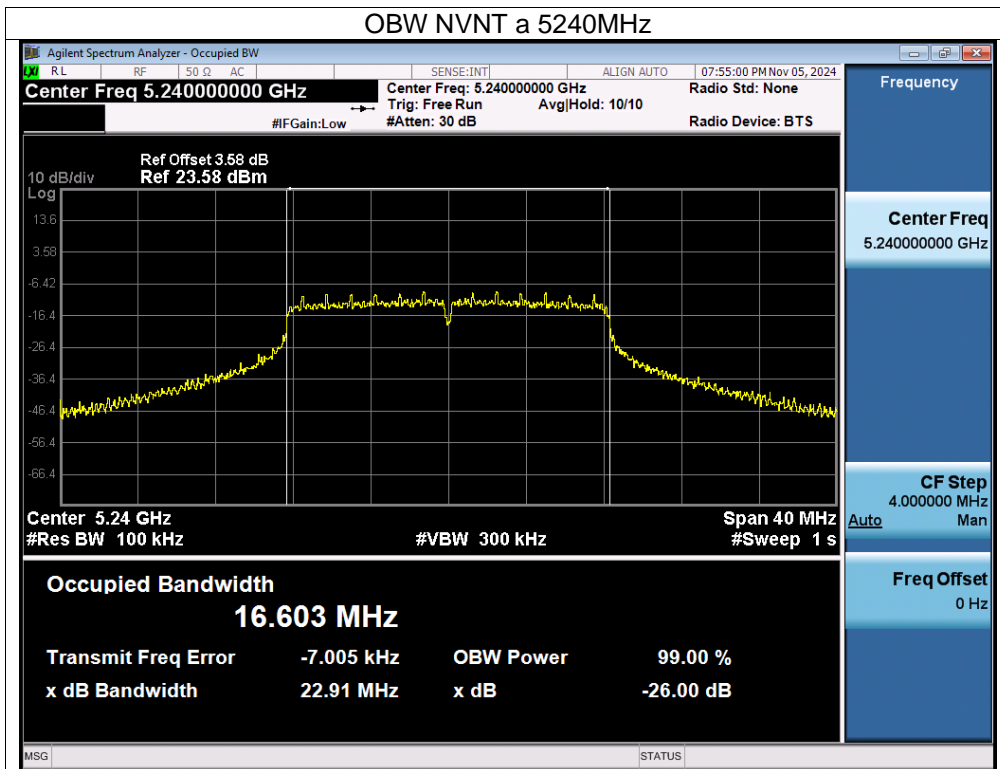 OBW NVNT a 5240MHz
Agilent Spectrum Analyzer - Occupied BW
LXI RL RF 50 Ω AC SENSE:INT ALIGN AUTO 07:55:00 PM Nov 05, 2024
Center Freq 5.240000000 GHz Center Freq: 5.240000000 GHz Radio Std: None
Trig: Free Run Avg|Hold: 10/10
#IFGain:Low #Atten: 30 dB Radio Device: BTS
Frequency
Ref Offset 3.58 dB
10 dB/div Ref 23.58 dBm
Log
13.6
3.58
-6.42
-16.4
-26.4
-36.4
-46.4
-56.4
-66.4
Center 5.24 GHz Span 40 MHz
#Res BW 100 kHz #VBW 300 kHz #Sweep 1 s
Center Freq
5.240000000 GHz
CF Step
4.000000 MHz
Auto Man
Freq Offset
0 Hz
Occupied Bandwidth
16.603 MHz
Transmit Freq Error -7.005 kHz OBW Power 99.00 %
x dB Bandwidth 22.91 MHz x dB -26.00 dB
MSG STATUS